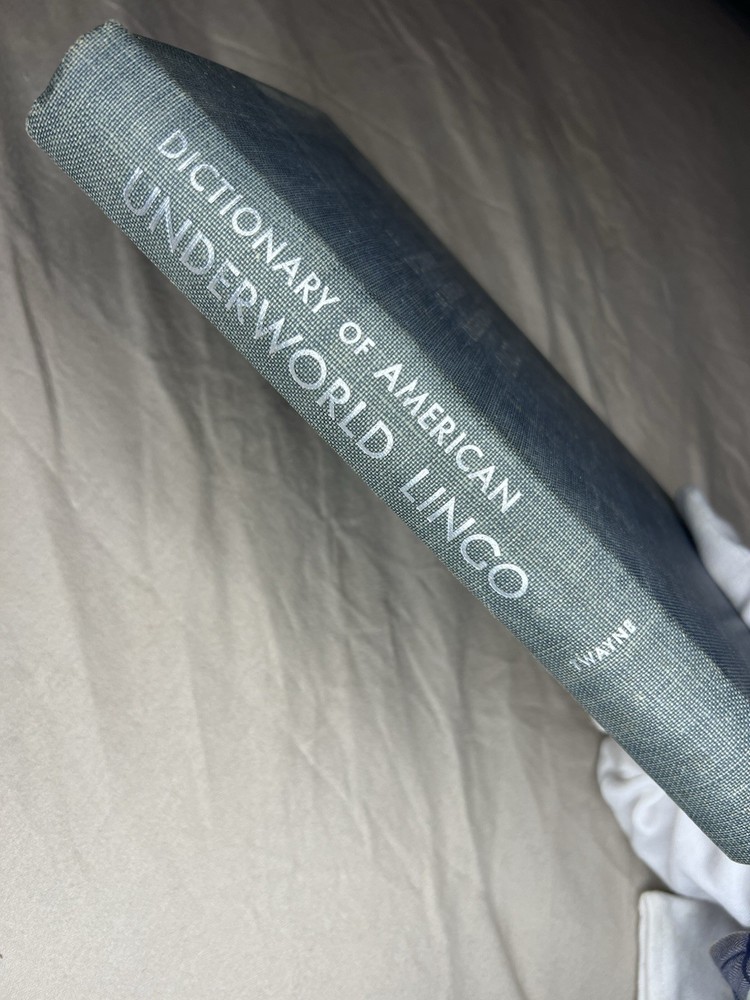 DICTIONARY OF AMERICAN
UNDERWORLD LINGO
TWAYNE